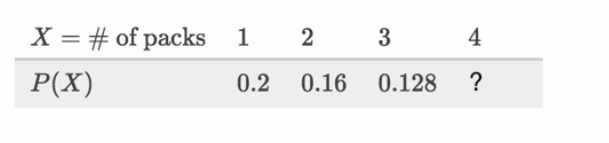 X = # of packs 1 2 3 4
P(X) 0.2 0.16 0.128 ?